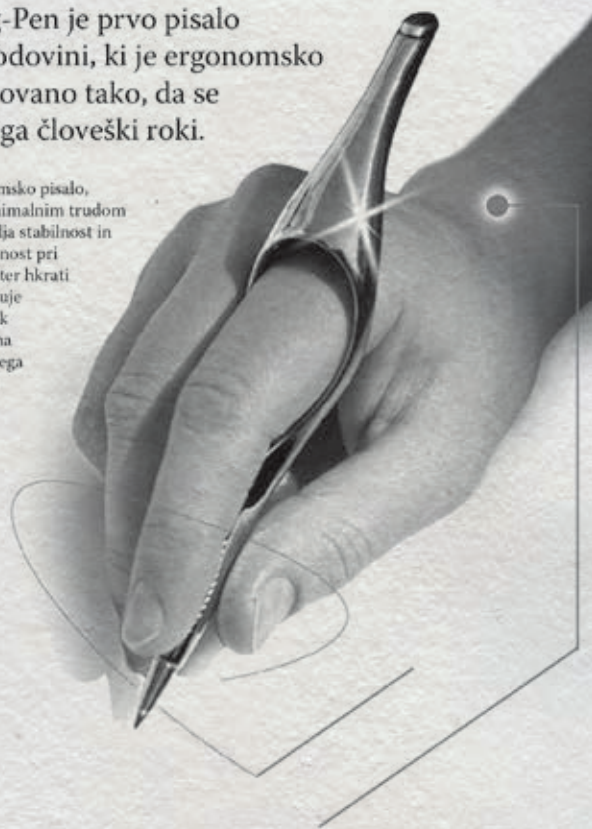 g-Pen je prvo pisalo
odovini, ki je ergonomsko
ovano tako, da se
ga človeški roki.
msko pisalo,
nimalnim trudom
lja stabilnost in
nost pri
ter hkrati
uje
k
na
ega